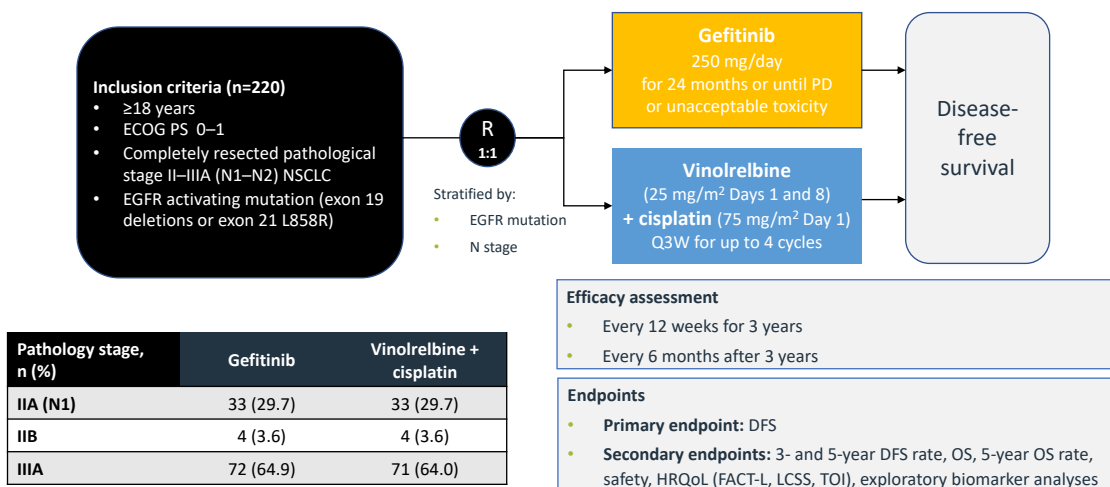 Inclusion criteria (n=220)
• ≥18 years
• ECOG PS 0–1
• Completely resected pathological
stage II–IIIA (N1–N2) NSCLC
• EGFR activating mutation (exon 19
deletions or exon 21 L858R)
R
1:1
Stratified by:
• EGFR mutation
• N stage
Gefitinib
250 mg/day
for 24 months or until PD
or unacceptable toxicity
Vinolrelbine
(25 mg/m² Days 1 and 8)
+ cisplatin (75 mg/m² Day 1)
Q3W for up to 4 cycles
Disease-
free
survival
Pathology stage,
n (%)
Gefitinib
Vinolrelbine +
cisplatin
IIA (N1) 33 (29.7) 33 (29.7)
IIB 4 (3.6) 4 (3.6)
IIIA 72 (64.9) 71 (64.0)
Efficacy assessment
• Every 12 weeks for 3 years
• Every 6 months after 3 years
Endpoints
• Primary endpoint: DFS
• Secondary endpoints: 3- and 5-year DFS rate, OS, 5-year OS rate,
safety, HRQoL (FACT-L, LCSS, TOI), exploratory biomarker analyses